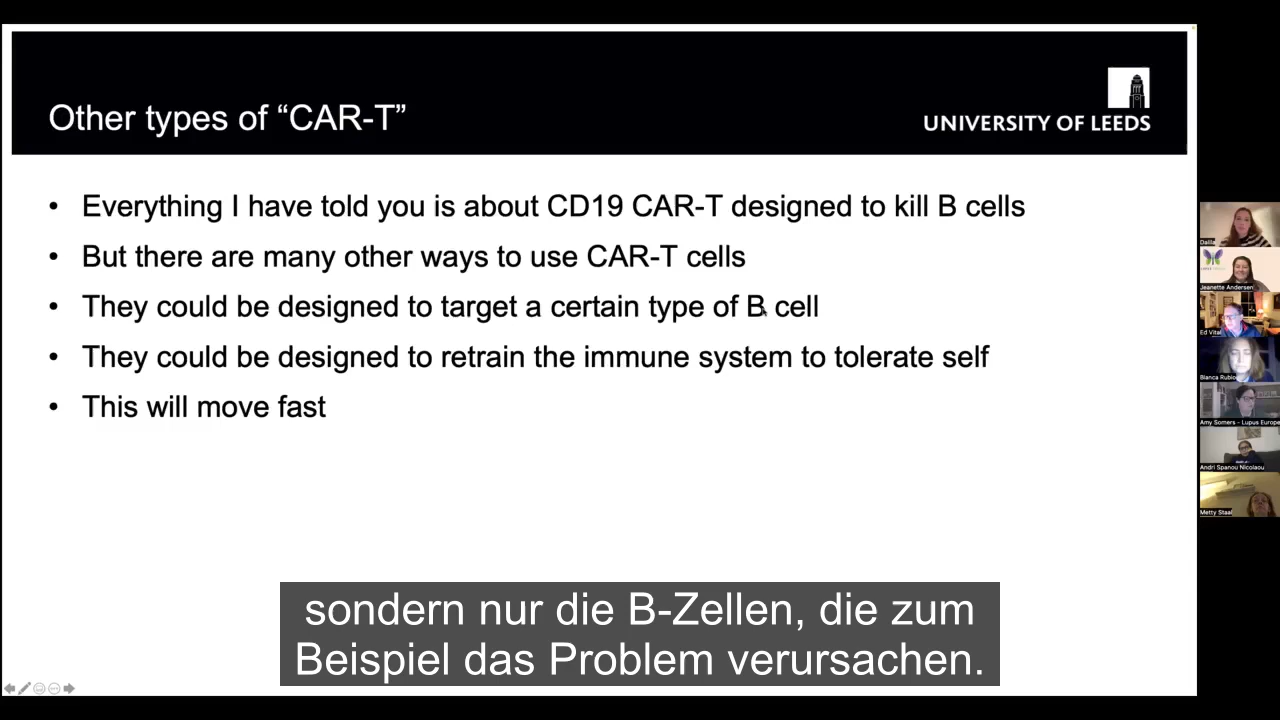 Other types of “CAR-T”
UNIVERSITY OF LEEDS
• Everything I have told you is about CD19 CAR-T designed to kill B cells
• But there are many other ways to use CAR-T cells
• They could be designed to target a certain type of B cell
• They could be designed to retrain the immune system to tolerate self
• This will move fast
Dalila
Jeanette Andersen
Ed Vital
Blanca Rubio
Amy Somers - Lupus Europe
Andri Spanou Nicolaou
Metty Staal
sondern nur die B-Zellen, die zum
Beispiel das Problem verursachen.